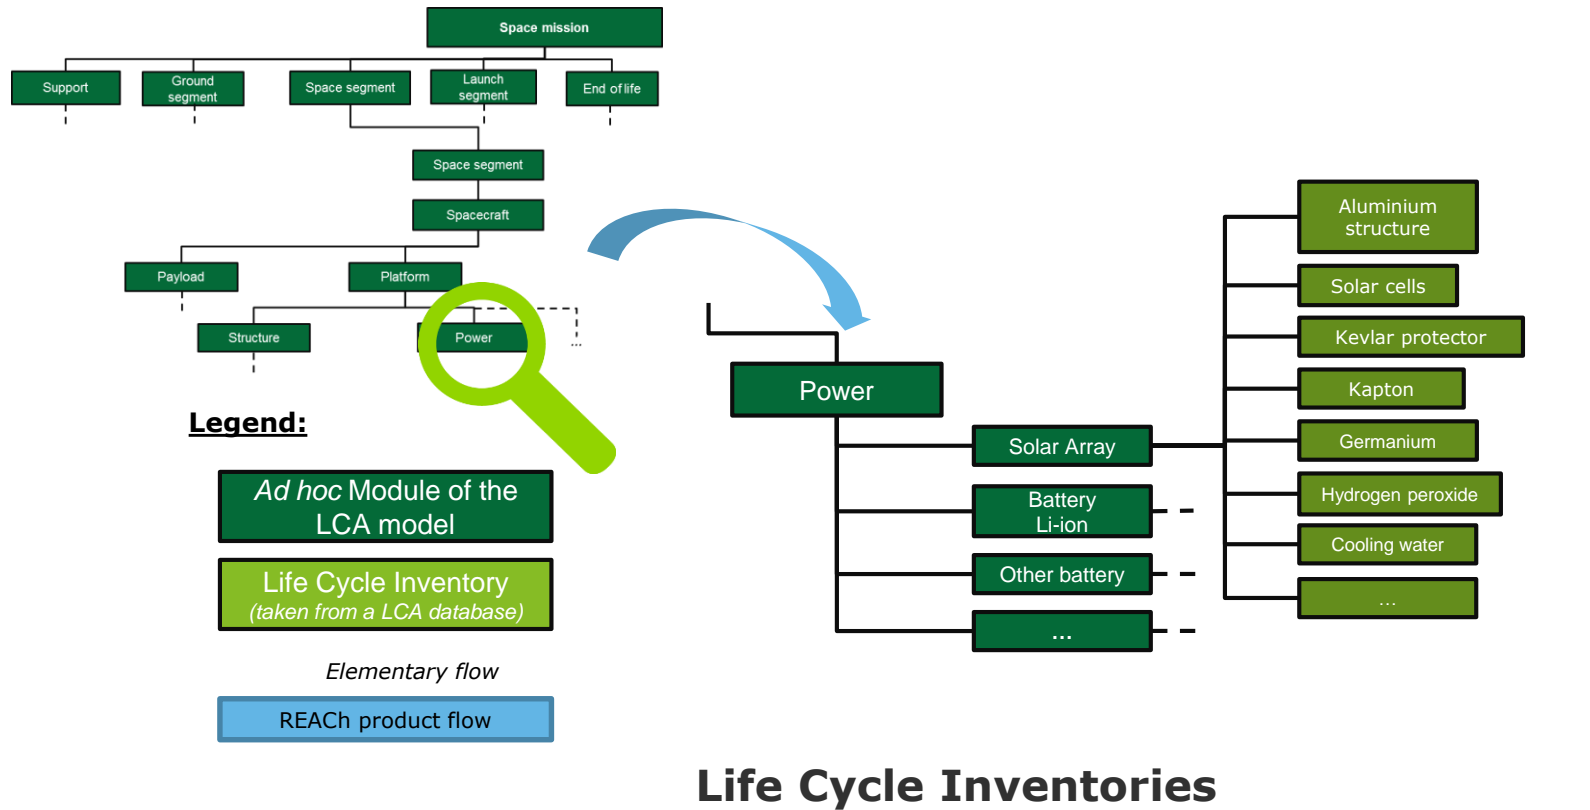 Space mission
Support
Ground
segment
Space segment
Launch
segment
End of life
Space segment
Spacecraft
Payload
Platform
Structure
Power
...
Legend:
Ad hoc Module of the
LCA model
Life Cycle Inventory
(taken from a LCA database)
Elementary flow
REACh product flow
Power
Solar Array
Battery
Li-ion
Other battery
...
Aluminium
structure
Solar cells
Kevlar protector
Kapton
Germanium
Hydrogen peroxide
Cooling water
...
Life Cycle Inventories